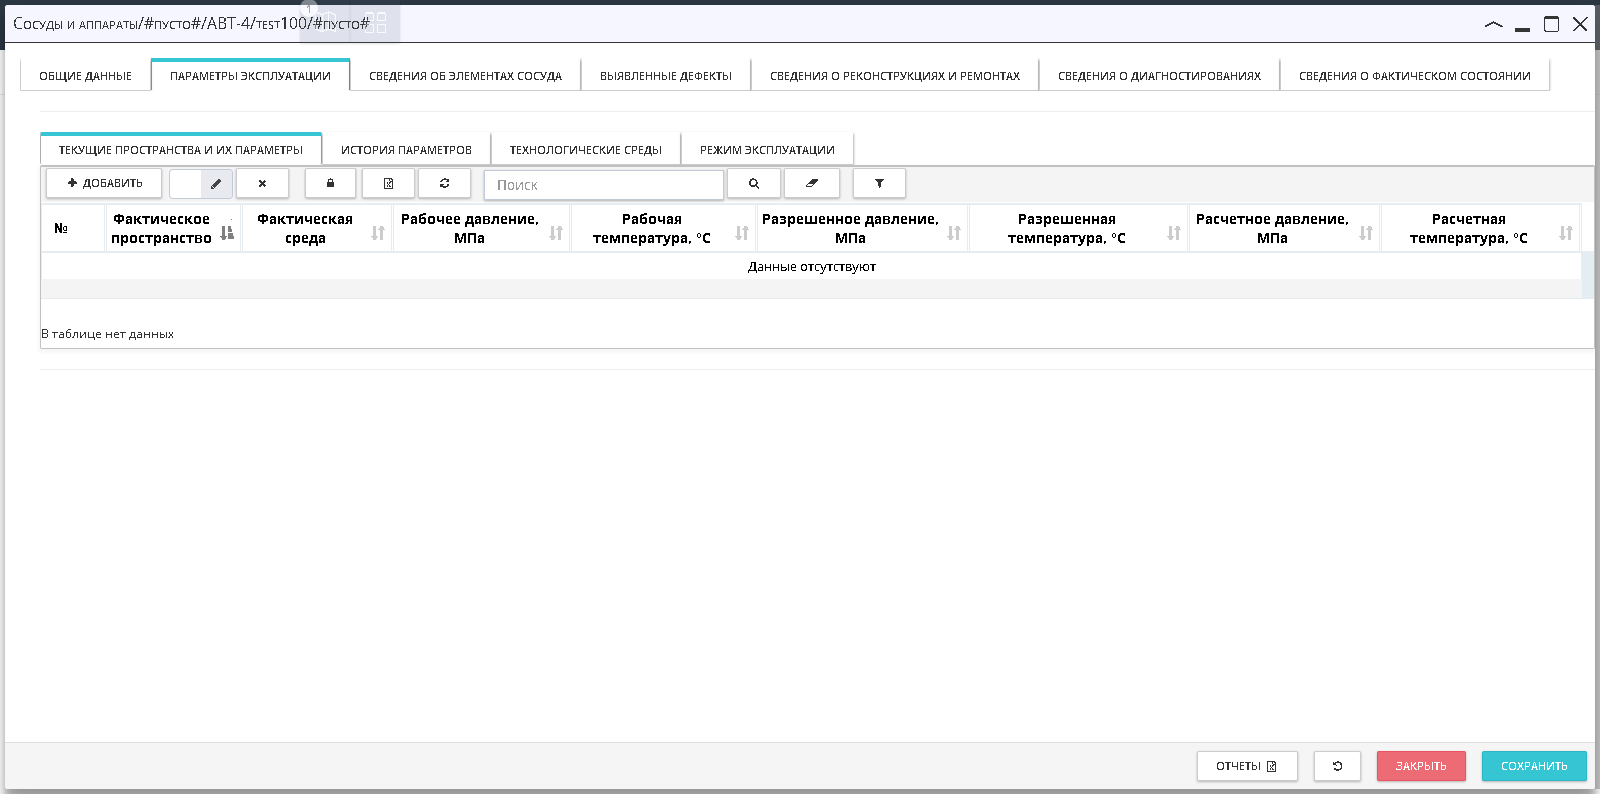 Сосуды и аппараты/#пусто#/АВТ-4/test100/#пусто#
1
ОБЩИЕ ДАННЫЕ
ПАРАМЕТРЫ ЭКСПЛУАТАЦИИ
СВЕДЕНИЯ ОБ ЭЛЕМЕНТАХ СОСУДА
ВЫЯВЛЕННЫЕ ДЕФЕКТЫ
СВЕДЕНИЯ О РЕКОНСТРУКЦИЯХ И РЕМОНТАХ
СВЕДЕНИЯ О ДИАГНОСТИРОВАНИЯХ
СВЕДЕНИЯ О ФАКТИЧЕСКОМ СОСТОЯНИИ
ТЕКУЩИЕ ПРОСТРАНСТВА И ИХ ПАРАМЕТРЫ
ИСТОРИЯ ПАРАМЕТРОВ
ТЕХНОЛОГИЧЕСКИЕ СРЕДЫ
РЕЖИМ ЭКСПЛУАТАЦИИ
ДОБАВИТЬ
Поиск
№
Фактическое
пространство
Фактическая
среда
Рабочее давление,
МПа
Рабочая
температура, °С
Разрешенное давление,
МПа
Разрешенная
температура, °С
Расчетное давление,
МПа
Расчетная
температура, °С
Данные отсутствуют
В таблице нет данных
ОТЧЕТЫ
ЗАКРЫТЬ
СОХРАНИТЬ